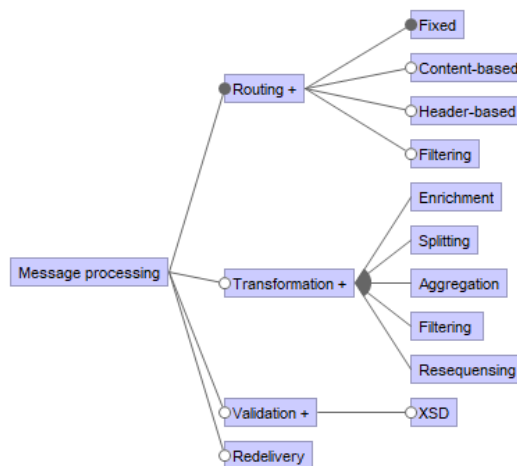 Message processing
Routing +
Fixed
Content-based
Header-based
Filtering
Transformation +
Enrichment
Splitting
Aggregation
Filtering
Resequensing
Validation +
XSD
Redelivery